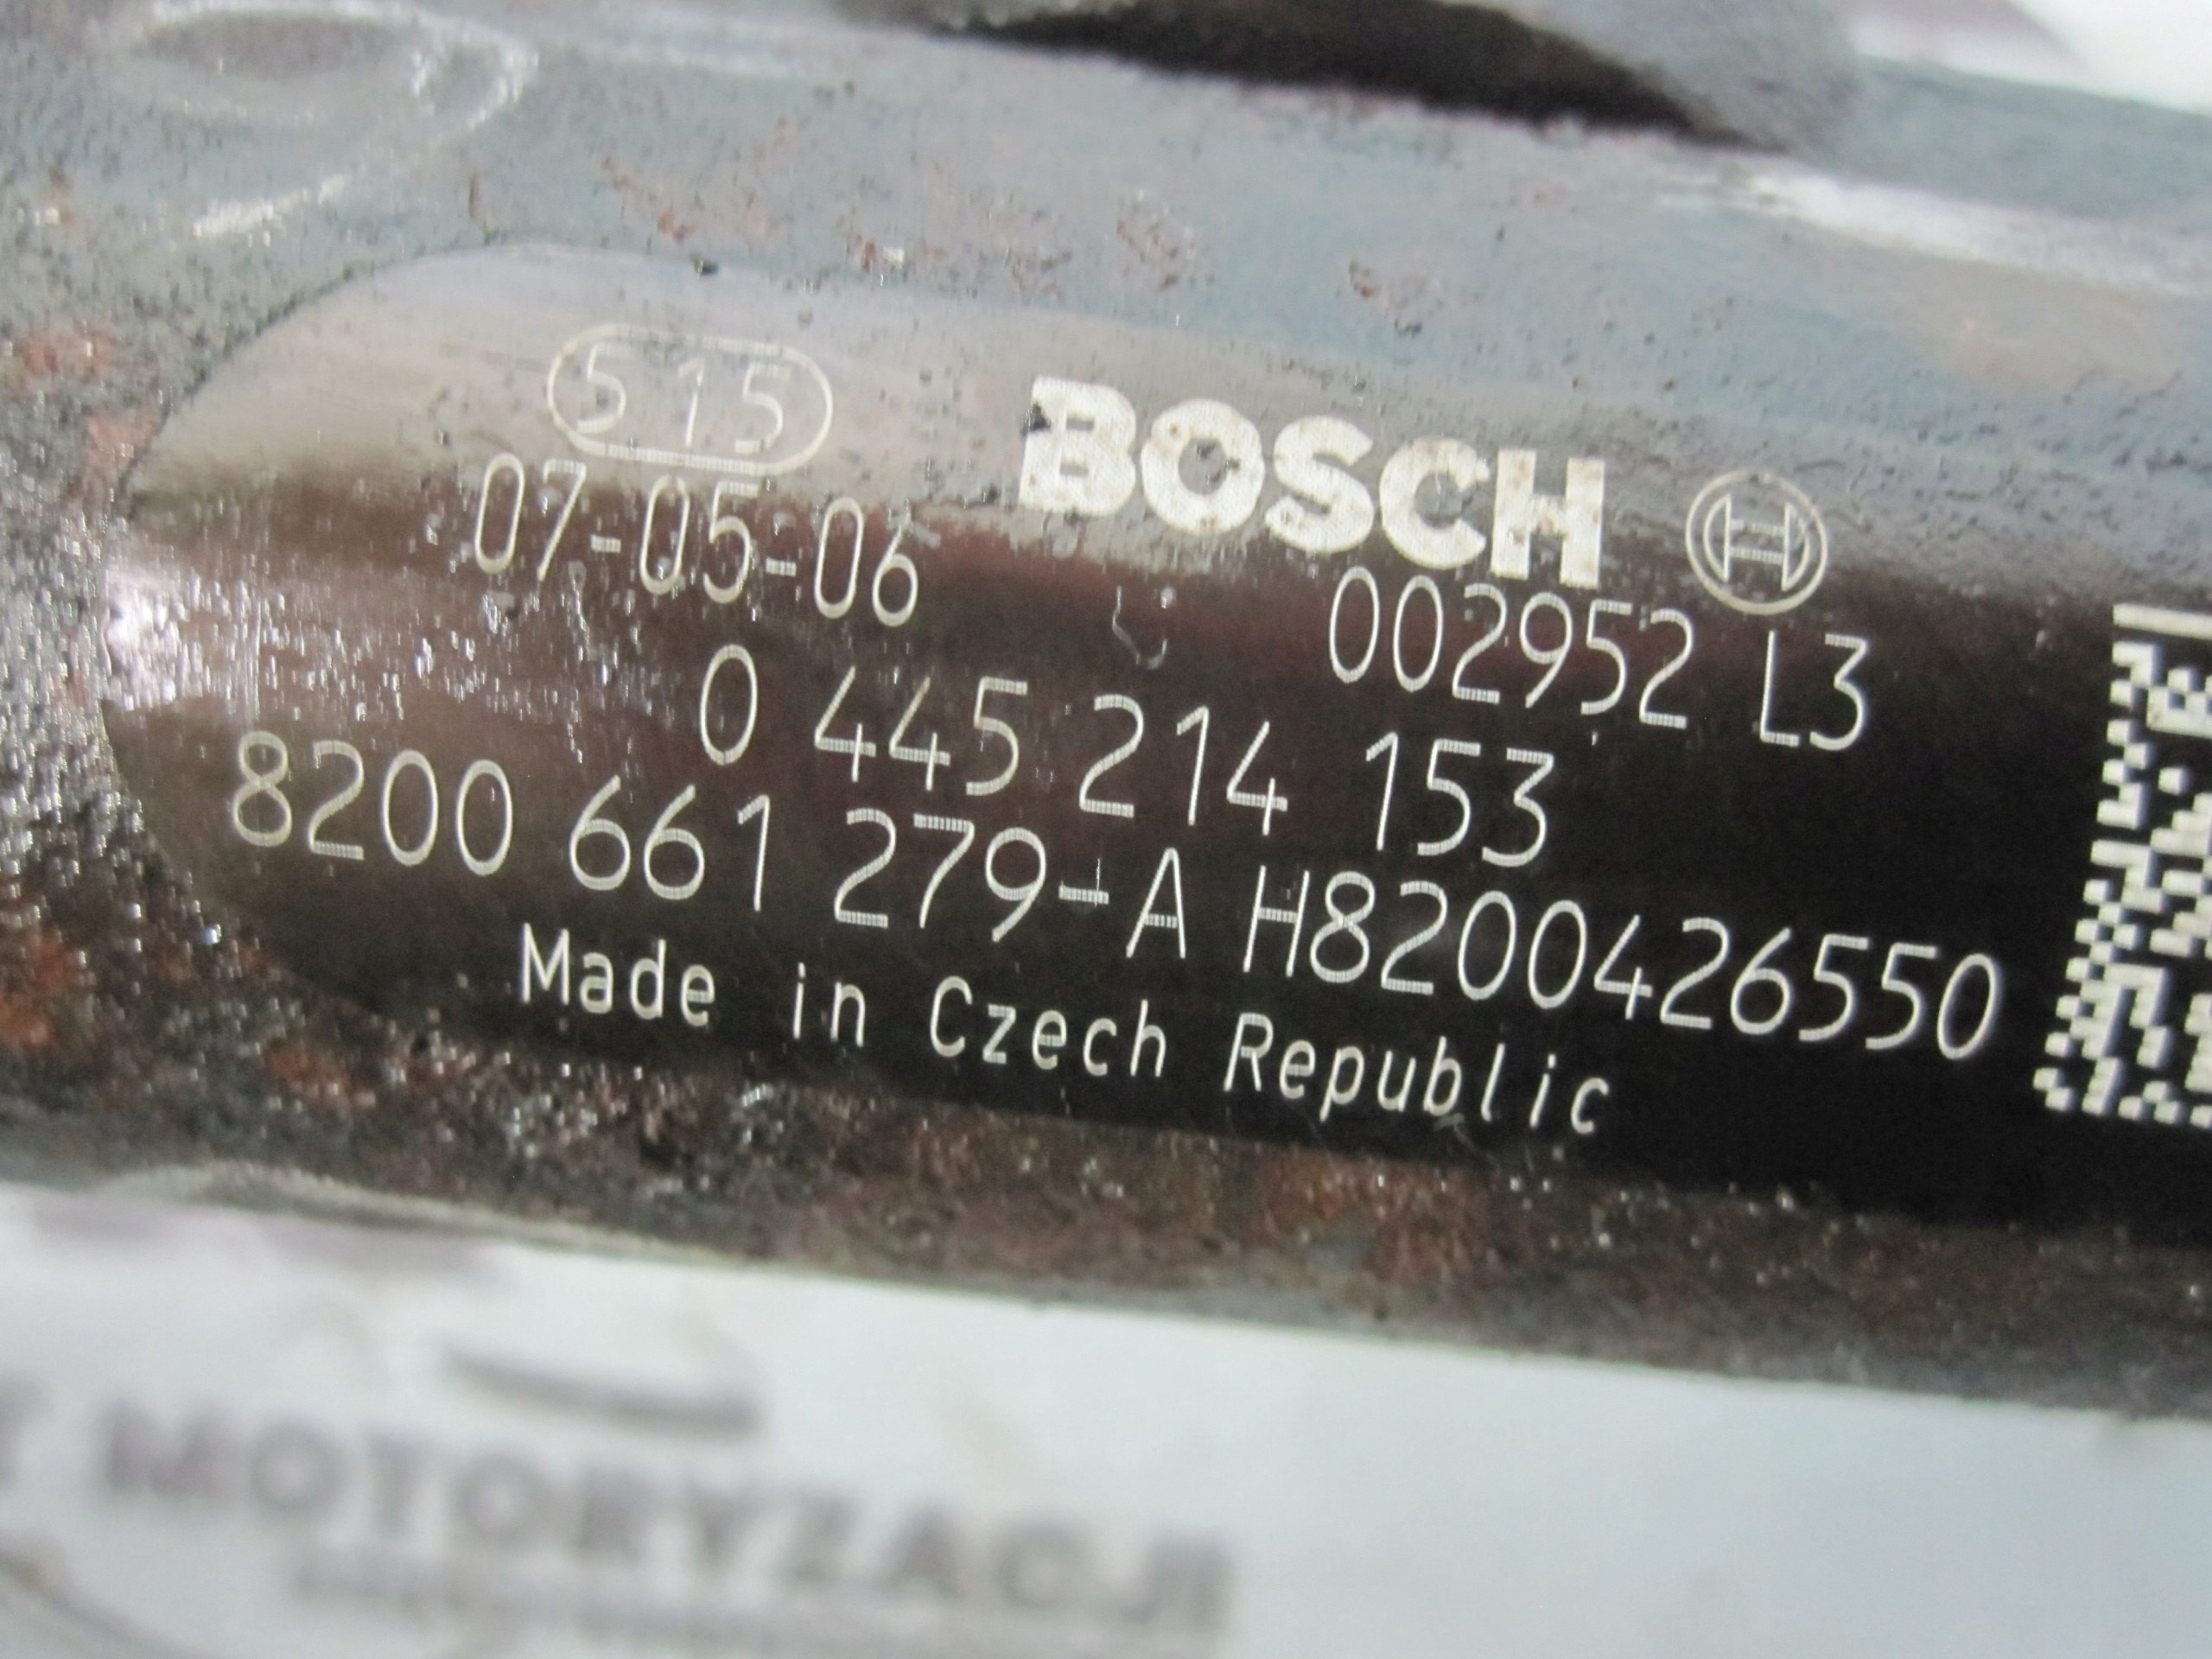 515
BOSCH
07-05-06
002952 L3
0 445 214 153
8200 661 279-A H8200426550
Made in Czech Republic
MOTORYZACJI